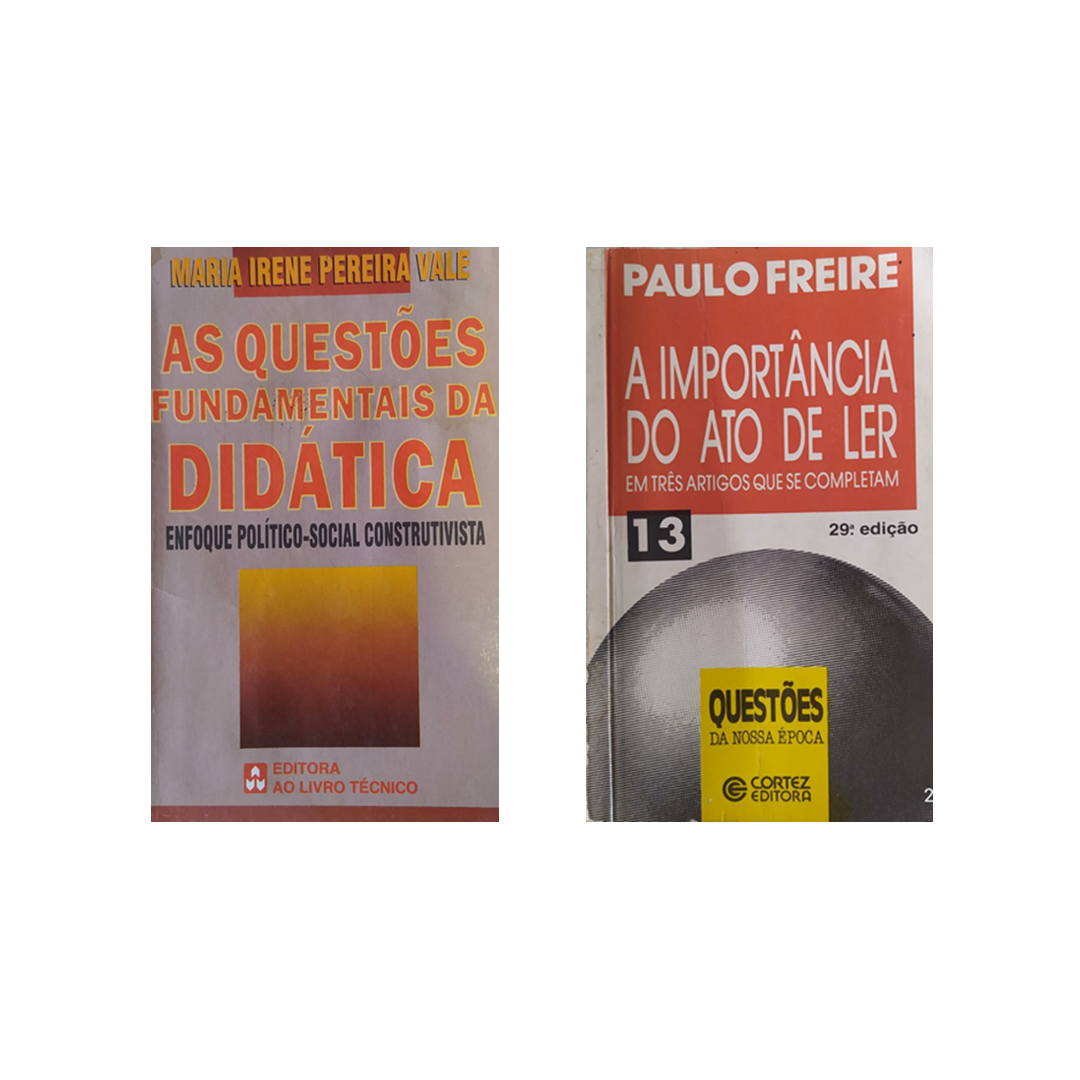 MARIA IRENE PEREIRA VALE
AS QUESTÕES
FUNDAMENTAIS DA
DIDÁTICA
ENFOQUE POLÍTICO-SOCIAL CONSTRUTIVISTA
EDITORA
AO LIVRO TÉCNICO
PAULO FREIRE
A IMPORTÂNCIA
DO ATO DE LER
EM TRÊS ARTIGOS QUE SE COMPLETAM
13
29ª edição
QUESTÕES
DA NOSSA ÉPOCA
CORTEZ
EDITORA
2